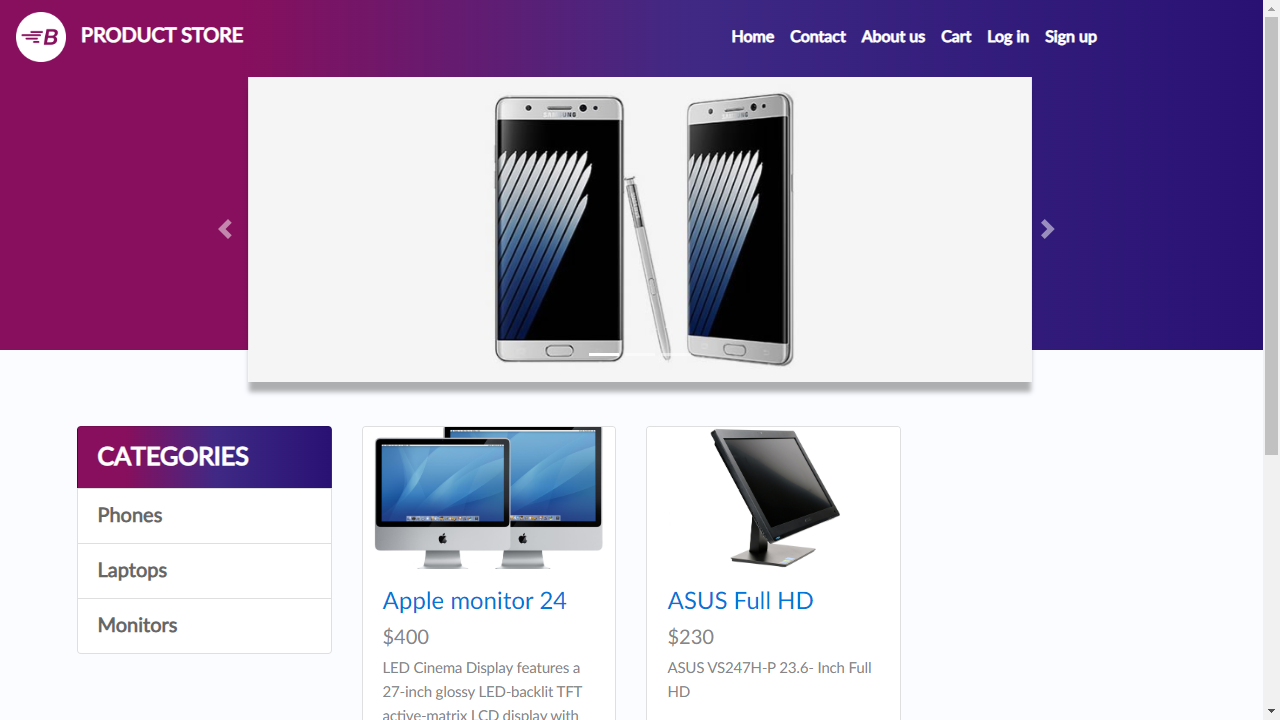 B PRODUCT STORE
Home Contact About us Cart Log in Sign up
SAMSUNG
SAMSUNG
CATEGORIES
Phones
Laptops
Monitors
Apple monitor 24
$400
LED Cinema Display features a
27-inch glossy LED-backlit TFT
active-matrix LCD display with
ASUS Full HD
$230
ASUS VS247H-P 23.6- Inch Full
HD